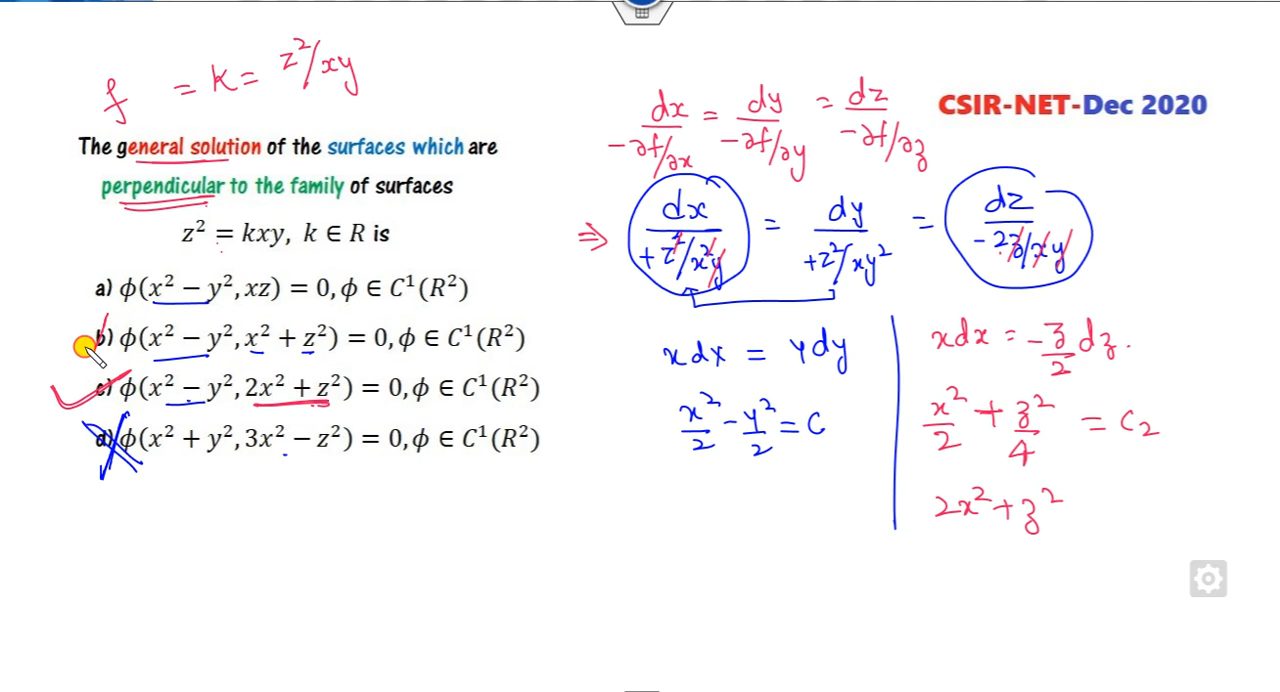 f = k = z²/xy
CSIR-NET-Dec 2020
The general solution of the surfaces which are
perpendicular to the family of surfaces
z² = kxy, k ∈ R is
a) ϕ(x² − y², xz) = 0, ϕ ∈ C¹(R²)
b) ϕ(x² − y², x² + z²) = 0, ϕ ∈ C¹(R²)
c) ϕ(x² − y², 2x² + z²) = 0, ϕ ∈ C¹(R²)
d) ϕ(x² + y², 3x² − z²) = 0, ϕ ∈ C¹(R²)
dx/(−∂f/∂x) = dy/(−∂f/∂y) = dz/(−∂f/∂z)
⇒ dx/(+z²/x²y) = dy/(+z²/xy²) = dz/(−2z/xy)
xdx = ydy
x²/2 − y²/2 = C
xdx = −z/2 dz.
x²/2 + z²/4 = C₂
2x² + z²